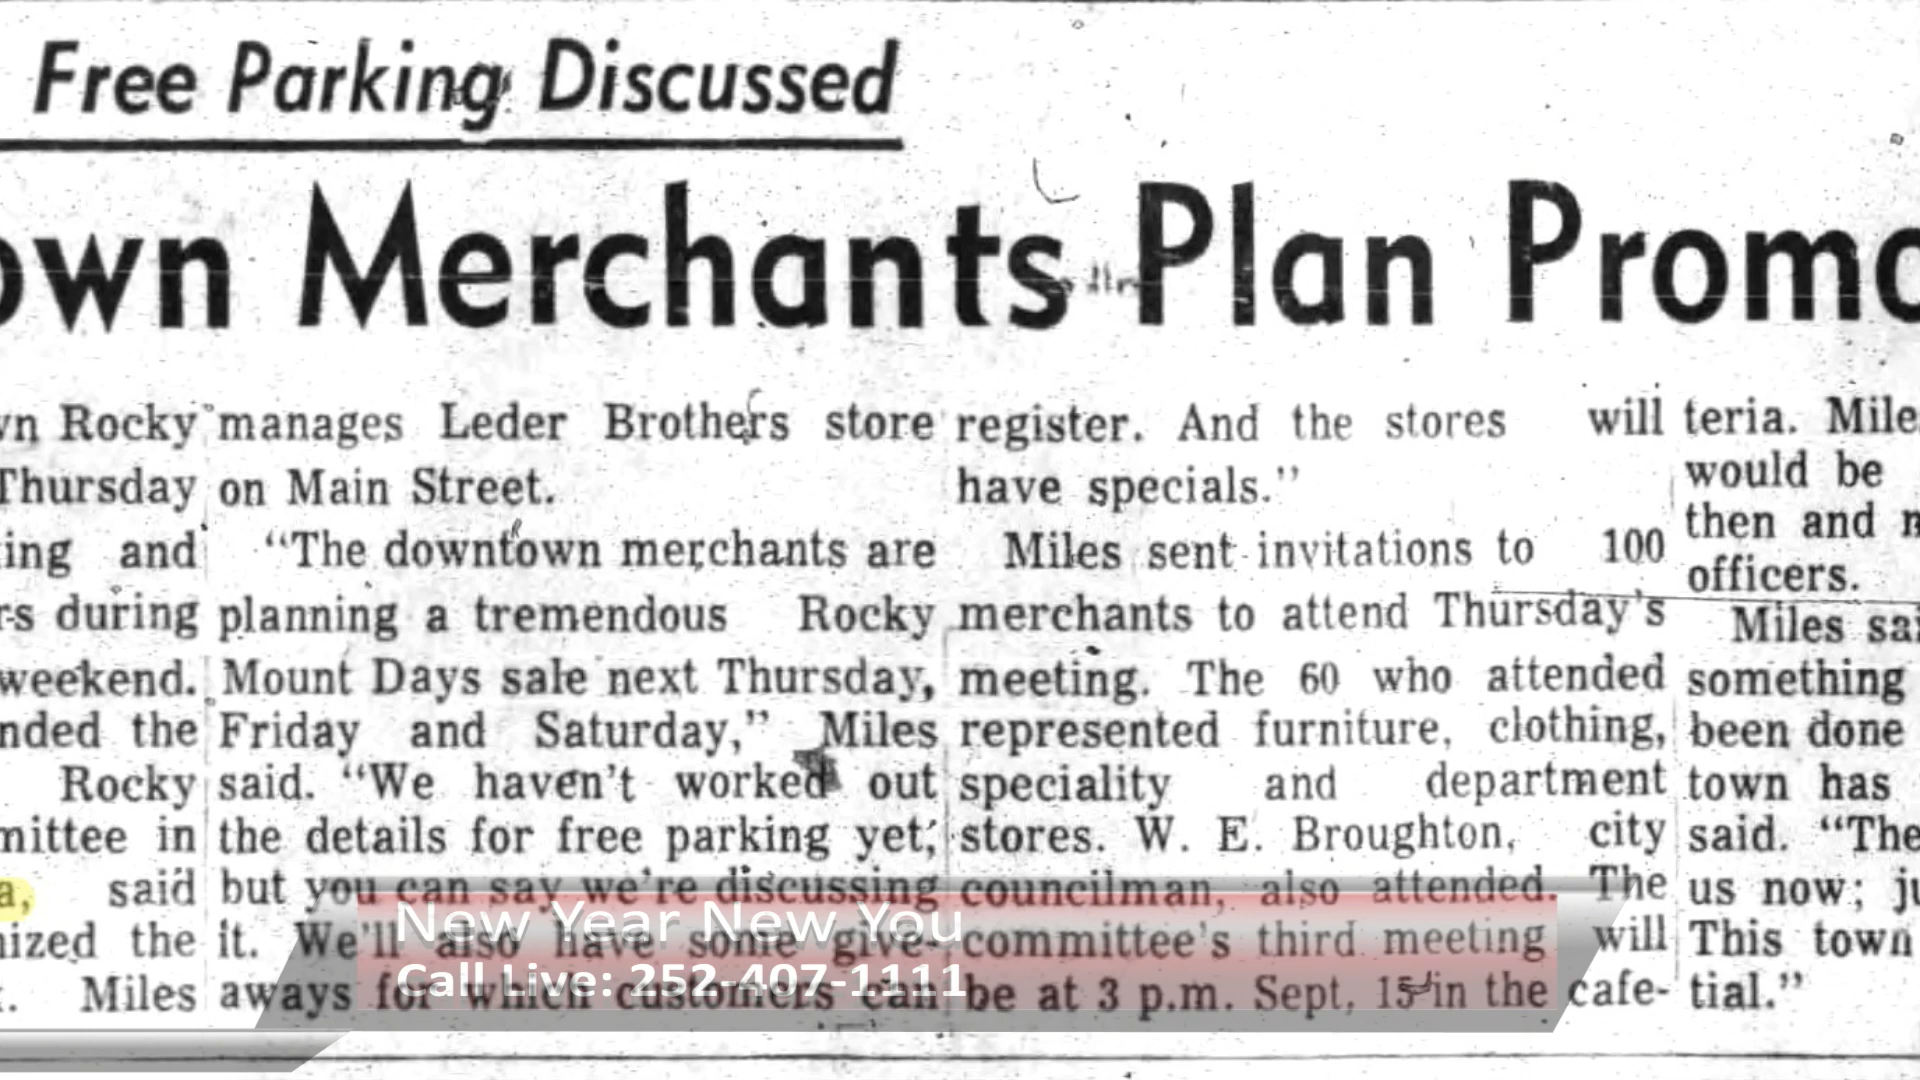 Free Parking Discussed
own Merchants Plan Promo
wn Rocky
Thursday
ing and
rs during
weekend.
nded the
Rocky
mittee in
a, said
nized the
. Miles
manages Leder Brothers store
on Main Street.
“The downtown merchants are
planning a tremendous Rocky
Mount Days sale next Thursday,
Friday and Saturday,” Miles
said. “We haven't worked out
the details for free parking yet;
but you can say we're discussing
it. We'll also have some give-
aways for which customers can
register. And the stores will
have specials.”
Miles sent invitations to 100
merchants to attend Thursday's
meeting. The 60 who attended
represented furniture, clothing,
speciality and department
stores. W. E. Broughton, city
councilman, also attended. The
committee's third meeting will
be at 3 p.m. Sept. 15 in the cafe-
teria. Mile
would be
then and m
officers.
Miles sai
something
been done
town has
said. “The
us now; ju
This town
tial.”
New Year New You
Call Live: 252-407-1111